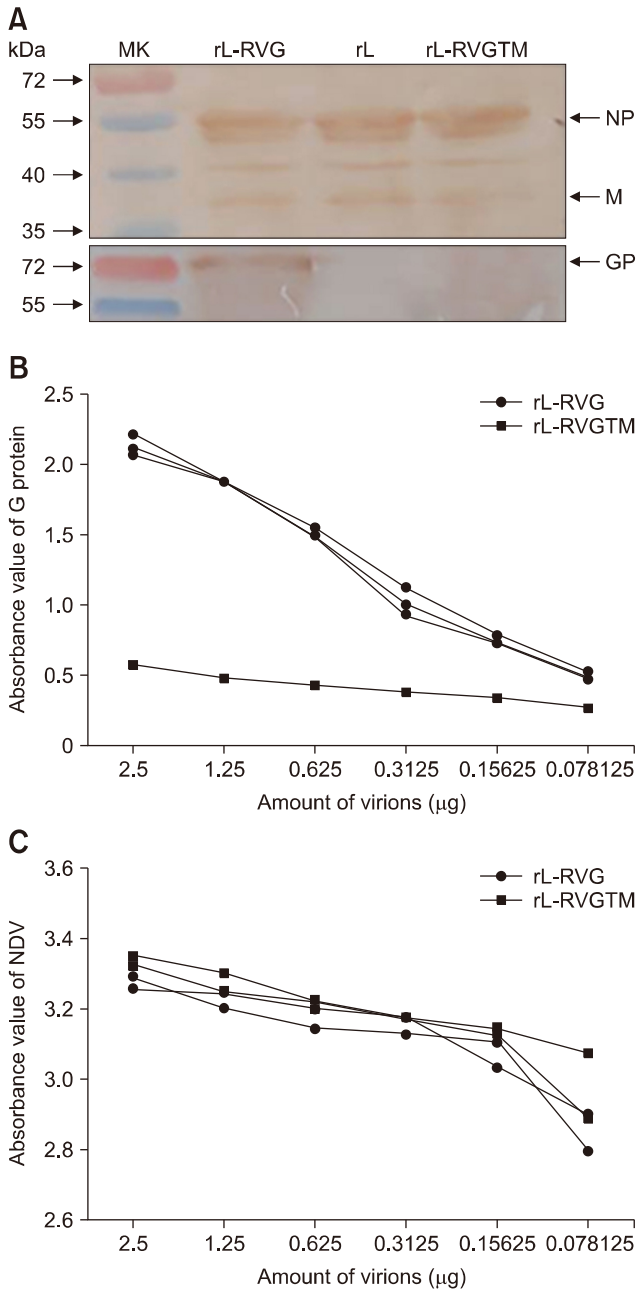 A
kDa MK rL-RVG rL rL-RVGTM
72
55 NP
40
M
35
72 GP
55
B
2.5
2.0
1.5
1.0
0.5
0
Absorbance value of G protein
rL-RVG
rL-RVGTM
2.5 1.25 0.625 0.3125 0.15625 0.078125
Amount of virions (μg)
C
3.6
3.4
3.2
3.0
2.8
2.6
Absorbance value of NDV
rL-RVG
rL-RVGTM
2.5 1.25 0.625 0.3125 0.15625 0.078125
Amount of virions (μg)